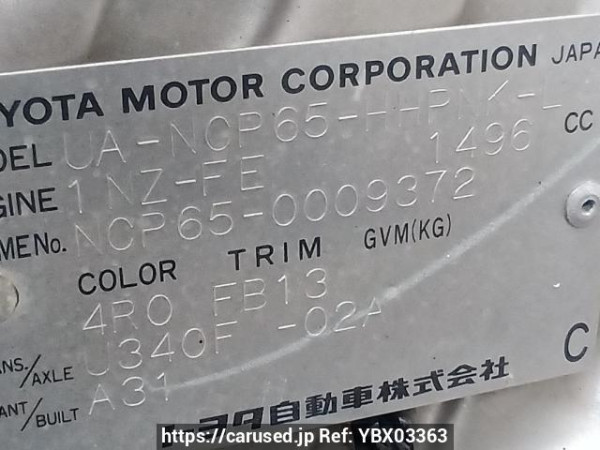 YOTA MOTOR CORPORATION JAPA
DEL UA-NCP65-HHPNK-L
GINE 1NZ-FE 1496 CC
ME No. NCP65-0009372
COLOR TRIM GVM(KG)
4R0 FB13
NS./AXLE U340F -02A
ANT/BUILT A31 C
トヨタ自動車株式会社
https://carused.jp Ref: YBX03363